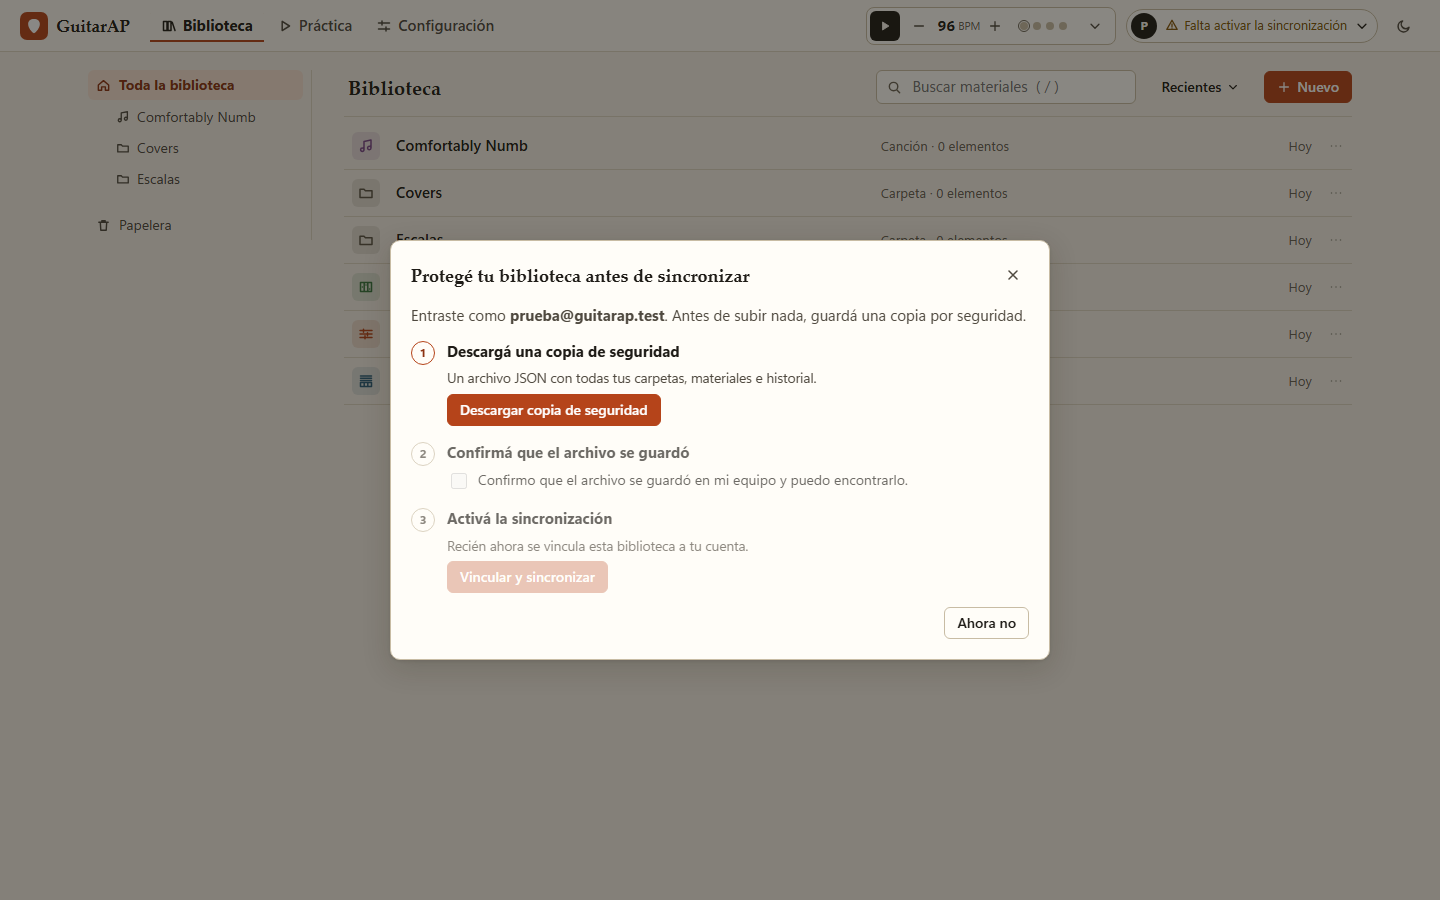 GuitarAP
Biblioteca
Práctica
Configuración
96 BPM
P
Falta activar la sincronización
Toda la biblioteca
Comfortably Numb
Covers
Escalas
Papelera
Biblioteca
Buscar materiales ( / )
Recientes
Nuevo
Comfortably Numb
Canción · 0 elementos
Hoy
Covers
Carpeta · 0 elementos
Hoy
Escalas
Carpeta · 0 elementos
Hoy
Hoy
Hoy
Hoy
Protegé tu biblioteca antes de sincronizar
Entraste como prueba@guitarap.test. Antes de subir nada, guardá una copia por seguridad.
1 Descargá una copia de seguridad
Un archivo JSON con todas tus carpetas, materiales e historial.
Descargar copia de seguridad
2 Confirmá que el archivo se guardó
Confirmo que el archivo se guardó en mi equipo y puedo encontrarlo.
3 Activá la sincronización
Recién ahora se vincula esta biblioteca a tu cuenta.
Vincular y sincronizar
Ahora no